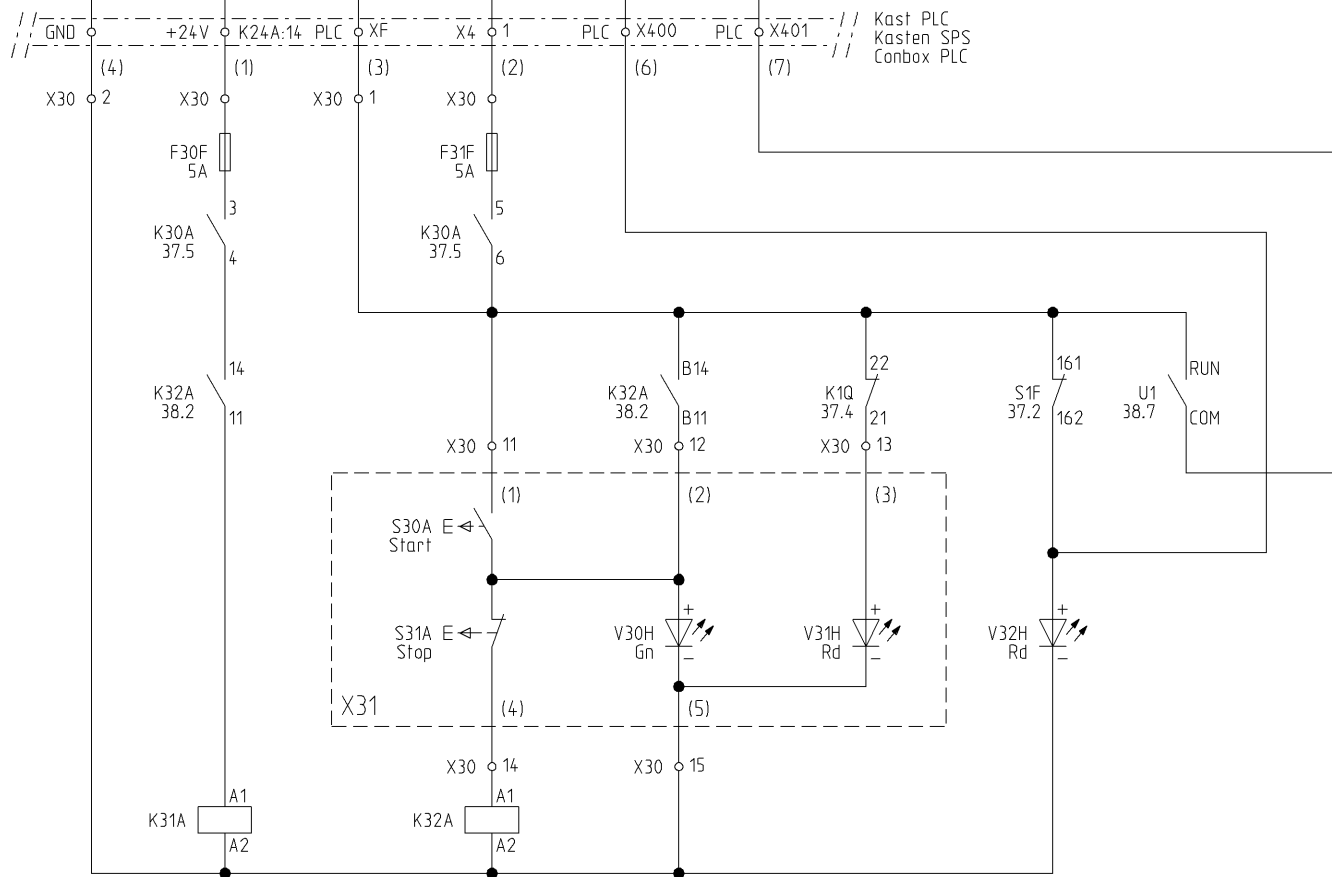 GND +24V K24A:14 PLC XF X4 1 PLC X400 PLC X401
Kast PLC
Kasten SPS
Conbox PLC
(4) (1) (3) (2) (6) (7)
X30 2 X30 X30 1 X30
F30F
5A
F31F
5A
3
K30A
37.5
4
5
K30A
37.5
6
14
K32A
38.2
11
B14
K32A
38.2
B11
22
K1Q
37.4
21
161
S1F
37.2
162
RUN
U1
38.7
COM
X30 11 X30 12 X30 13
(1) (2) (3)
S30A E
Start
S31A E
Stop
+
V30H
Gn
−
+
V31H
Rd
−
+
V32H
Rd
−
X31 (4) (5)
X30 14 X30 15
A1
K31A
A2
A1
K32A
A2